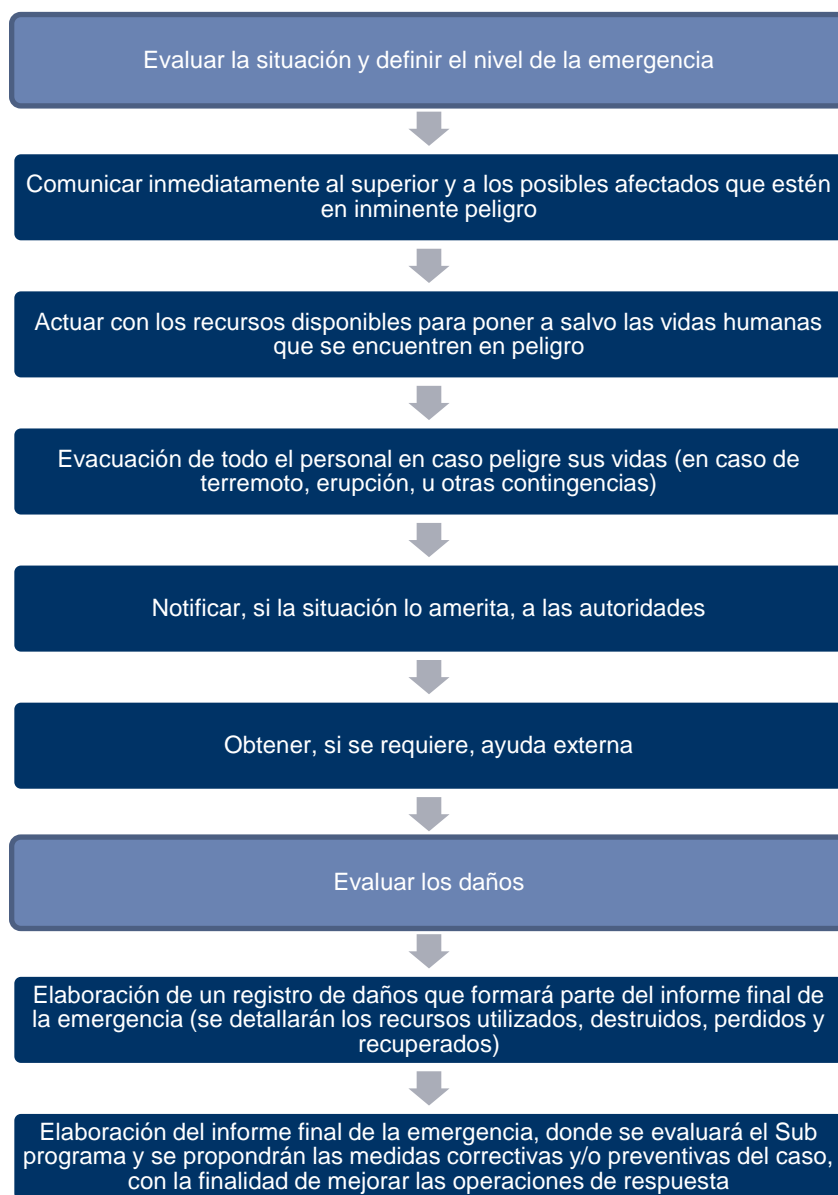 Evaluar la situación y definir el nivel de la emergencia
Comunicar inmediatamente al superior y a los posibles afectados que estén
en inminente peligro
Actuar con los recursos disponibles para poner a salvo las vidas humanas
que se encuentren en peligro
Evacuación de todo el personal en caso peligre sus vidas (en caso de
terremoto, erupción, u otras contingencias)
Notificar, si la situación lo amerita, a las autoridades
Obtener, si se requiere, ayuda externa
Evaluar los daños
Elaboración de un registro de daños que formará parte del informe final de
la emergencia (se detallarán los recursos utilizados, destruidos, perdidos y
recuperados)
Elaboración del informe final de la emergencia, donde se evaluará el Sub
programa y se propondrán las medidas correctivas y/o preventivas del caso,
con la finalidad de mejorar las operaciones de respuesta